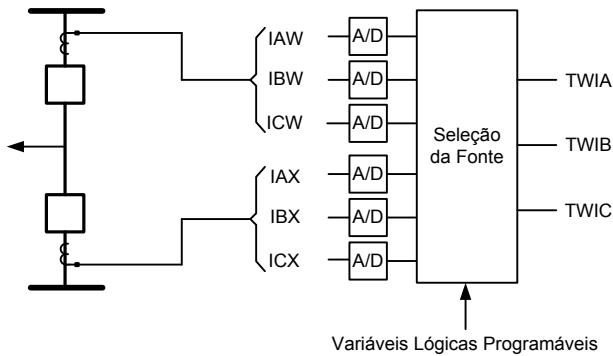 IAW
A/D
IBW
A/D
ICW
A/D
IAX
A/D
IBX
A/D
ICX
A/D
Seleção
da Fonte
TWIA
TWIB
TWIC
Variáveis Lógicas Programáveis